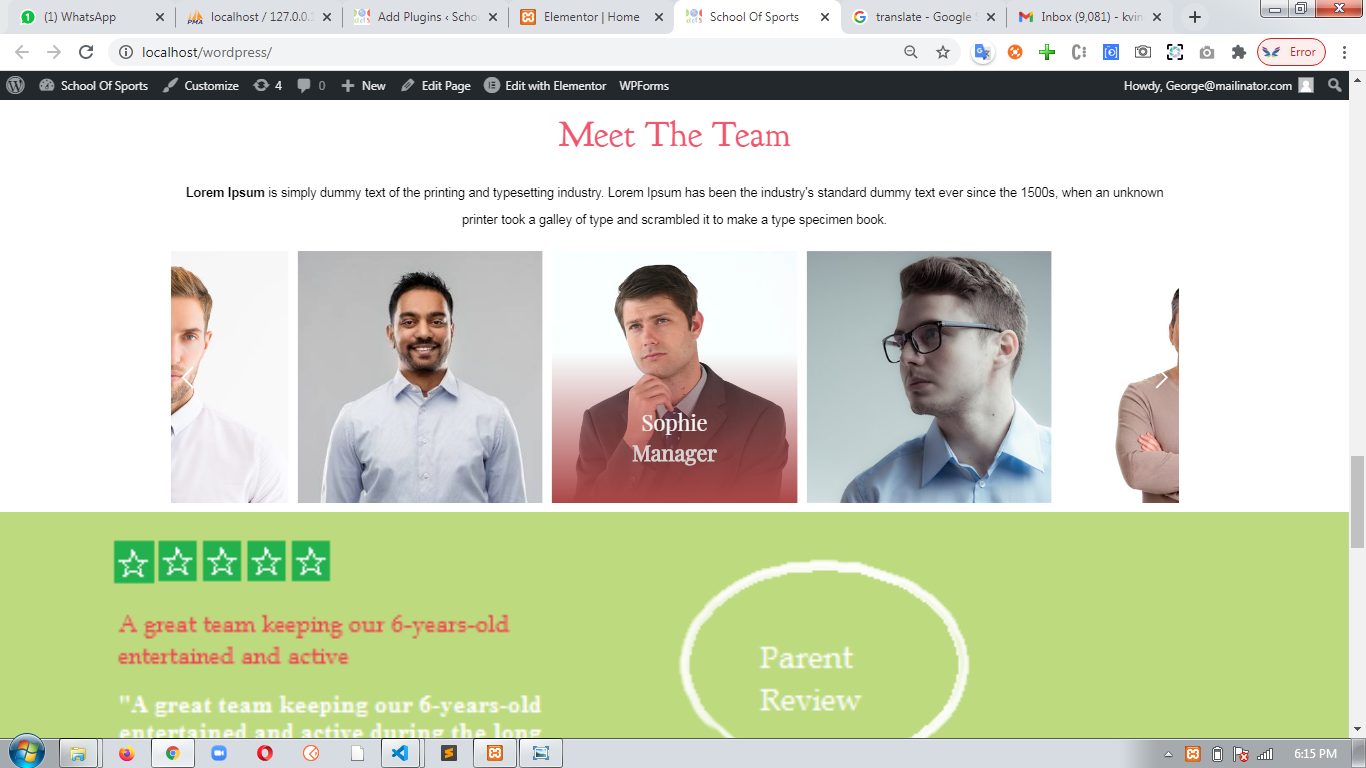 (1) WhatsApp
localhost / 127.0.0.
Add Plugins ‹ Schoo
Elementor | Home
School Of Sports
translate - Google
Inbox (9,081) - kvin
localhost/wordpress/
Error
School Of Sports
Customize
4
0
New
Edit Page
Edit with Elementor
WPForms
Howdy, George@mailinator.com
Meet The Team
Lorem Ipsum is simply dummy text of the printing and typesetting industry. Lorem Ipsum has been the industry's standard dummy text ever since the 1500s, when an unknown
printer took a galley of type and scrambled it to make a type specimen book.
Sophie
Manager
A great team keeping our 6-years-old
entertained and active
"A great team keeping our 6-years-old
entertained and active during the long
Parent
Review
6:15 PM